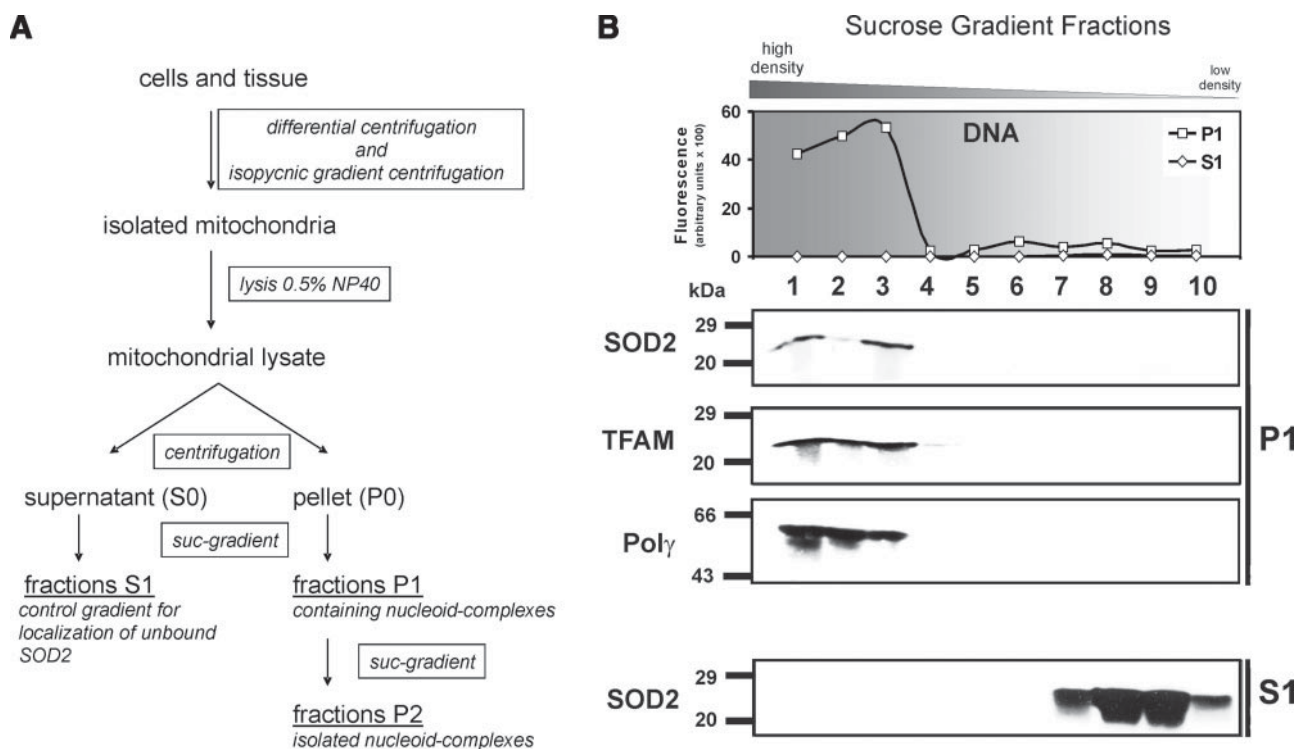 A
cells and tissue
differential centrifugation
and
isopycnic gradient centrifugation
isolated mitochondria
lysis 0.5% NP40
mitochondrial lysate
centrifugation
supernatant (S0)
pellet (P0)
suc-gradient
fractions S1
control gradient for
localization of unbound
SOD2
fractions P1
containing nucleoid-complexes
suc-gradient
fractions P2
isolated nucleoid-complexes
B
Sucrose Gradient Fractions
high
density
low
density
Fluorescence
(arbitrary units x 100)
60
40
20
0
DNA
P1
S1
kDa
1 2 3 4 5 6 7 8 9 10
SOD2
29
20
TFAM
29
20
Polγ
66
43
P1
SOD2
29
20
S1